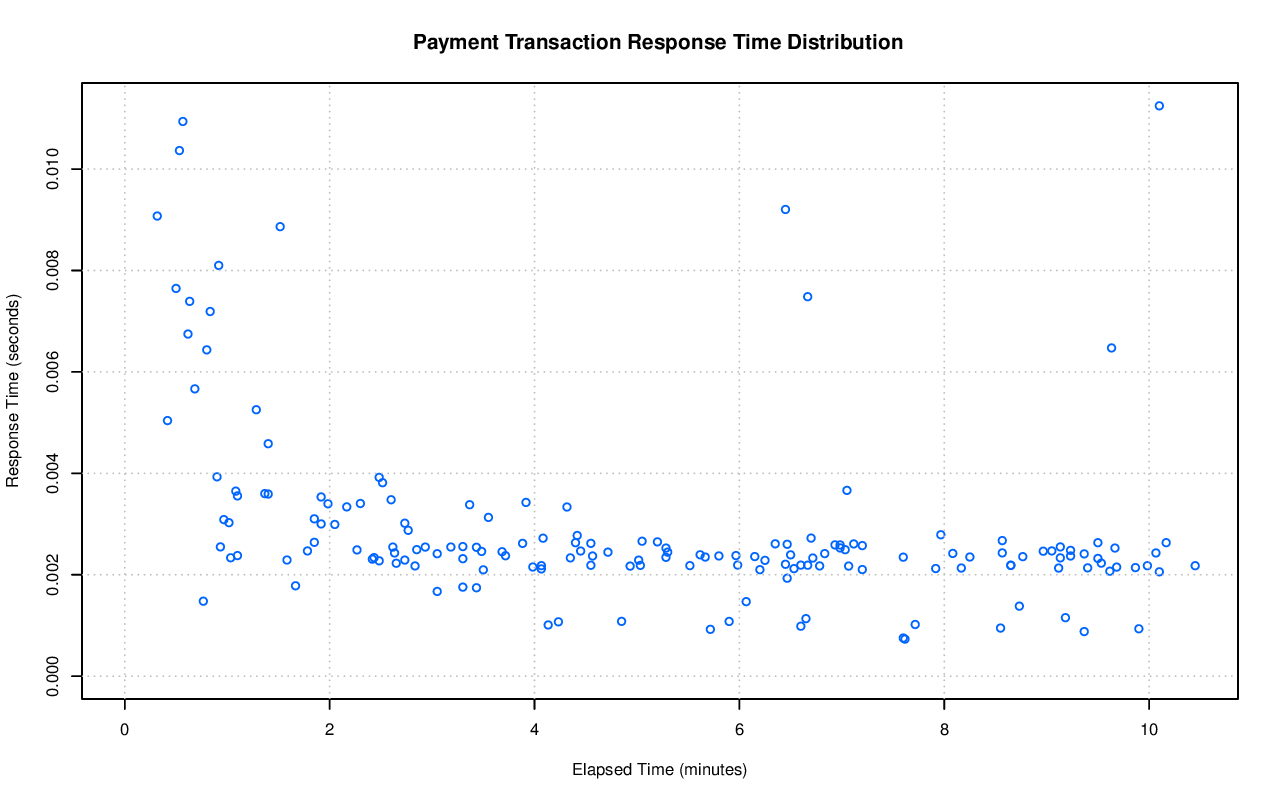 Payment Transaction Response Time Distribution
Response Time (seconds)
0.010
0.008
0.006
0.004
0.002
0.000
0 2 4 6 8 10
Elapsed Time (minutes)